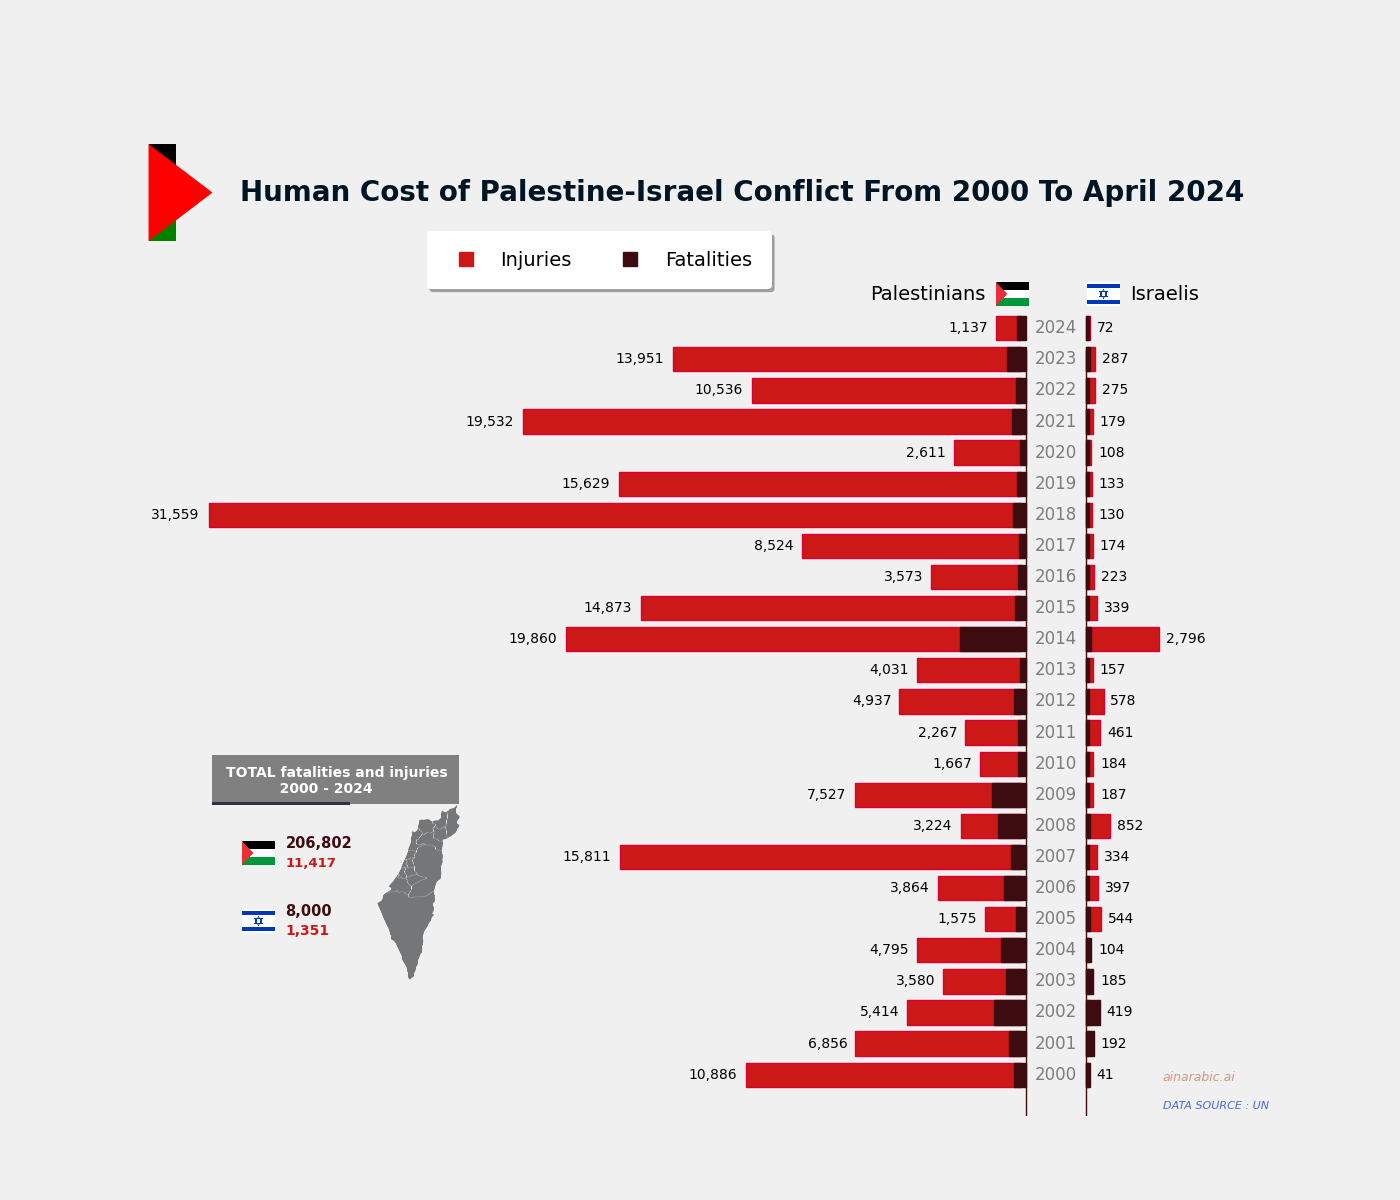 Human Cost of Palestine-Israel Conflict From 2000 To April 2024
Injuries Fatalities
Palestinians Israelis
1,137 2024 72
13,951 2023 287
10,536 2022 275
19,532 2021 179
2,611 2020 108
15,629 2019 133
31,559 2018 130
8,524 2017 174
3,573 2016 223
14,873 2015 339
19,860 2014 2,796
4,031 2013 157
4,937 2012 578
2,267 2011 461
1,667 2010 184
7,527 2009 187
3,224 2008 852
15,811 2007 334
3,864 2006 397
1,575 2005 544
4,795 2004 104
3,580 2003 185
5,414 2002 419
6,856 2001 192
10,886 2000 41
TOTAL fatalities and injuries
2000 - 2024
206,802
11,417
8,000
1,351
ainarabic.ai
DATA SOURCE : UN